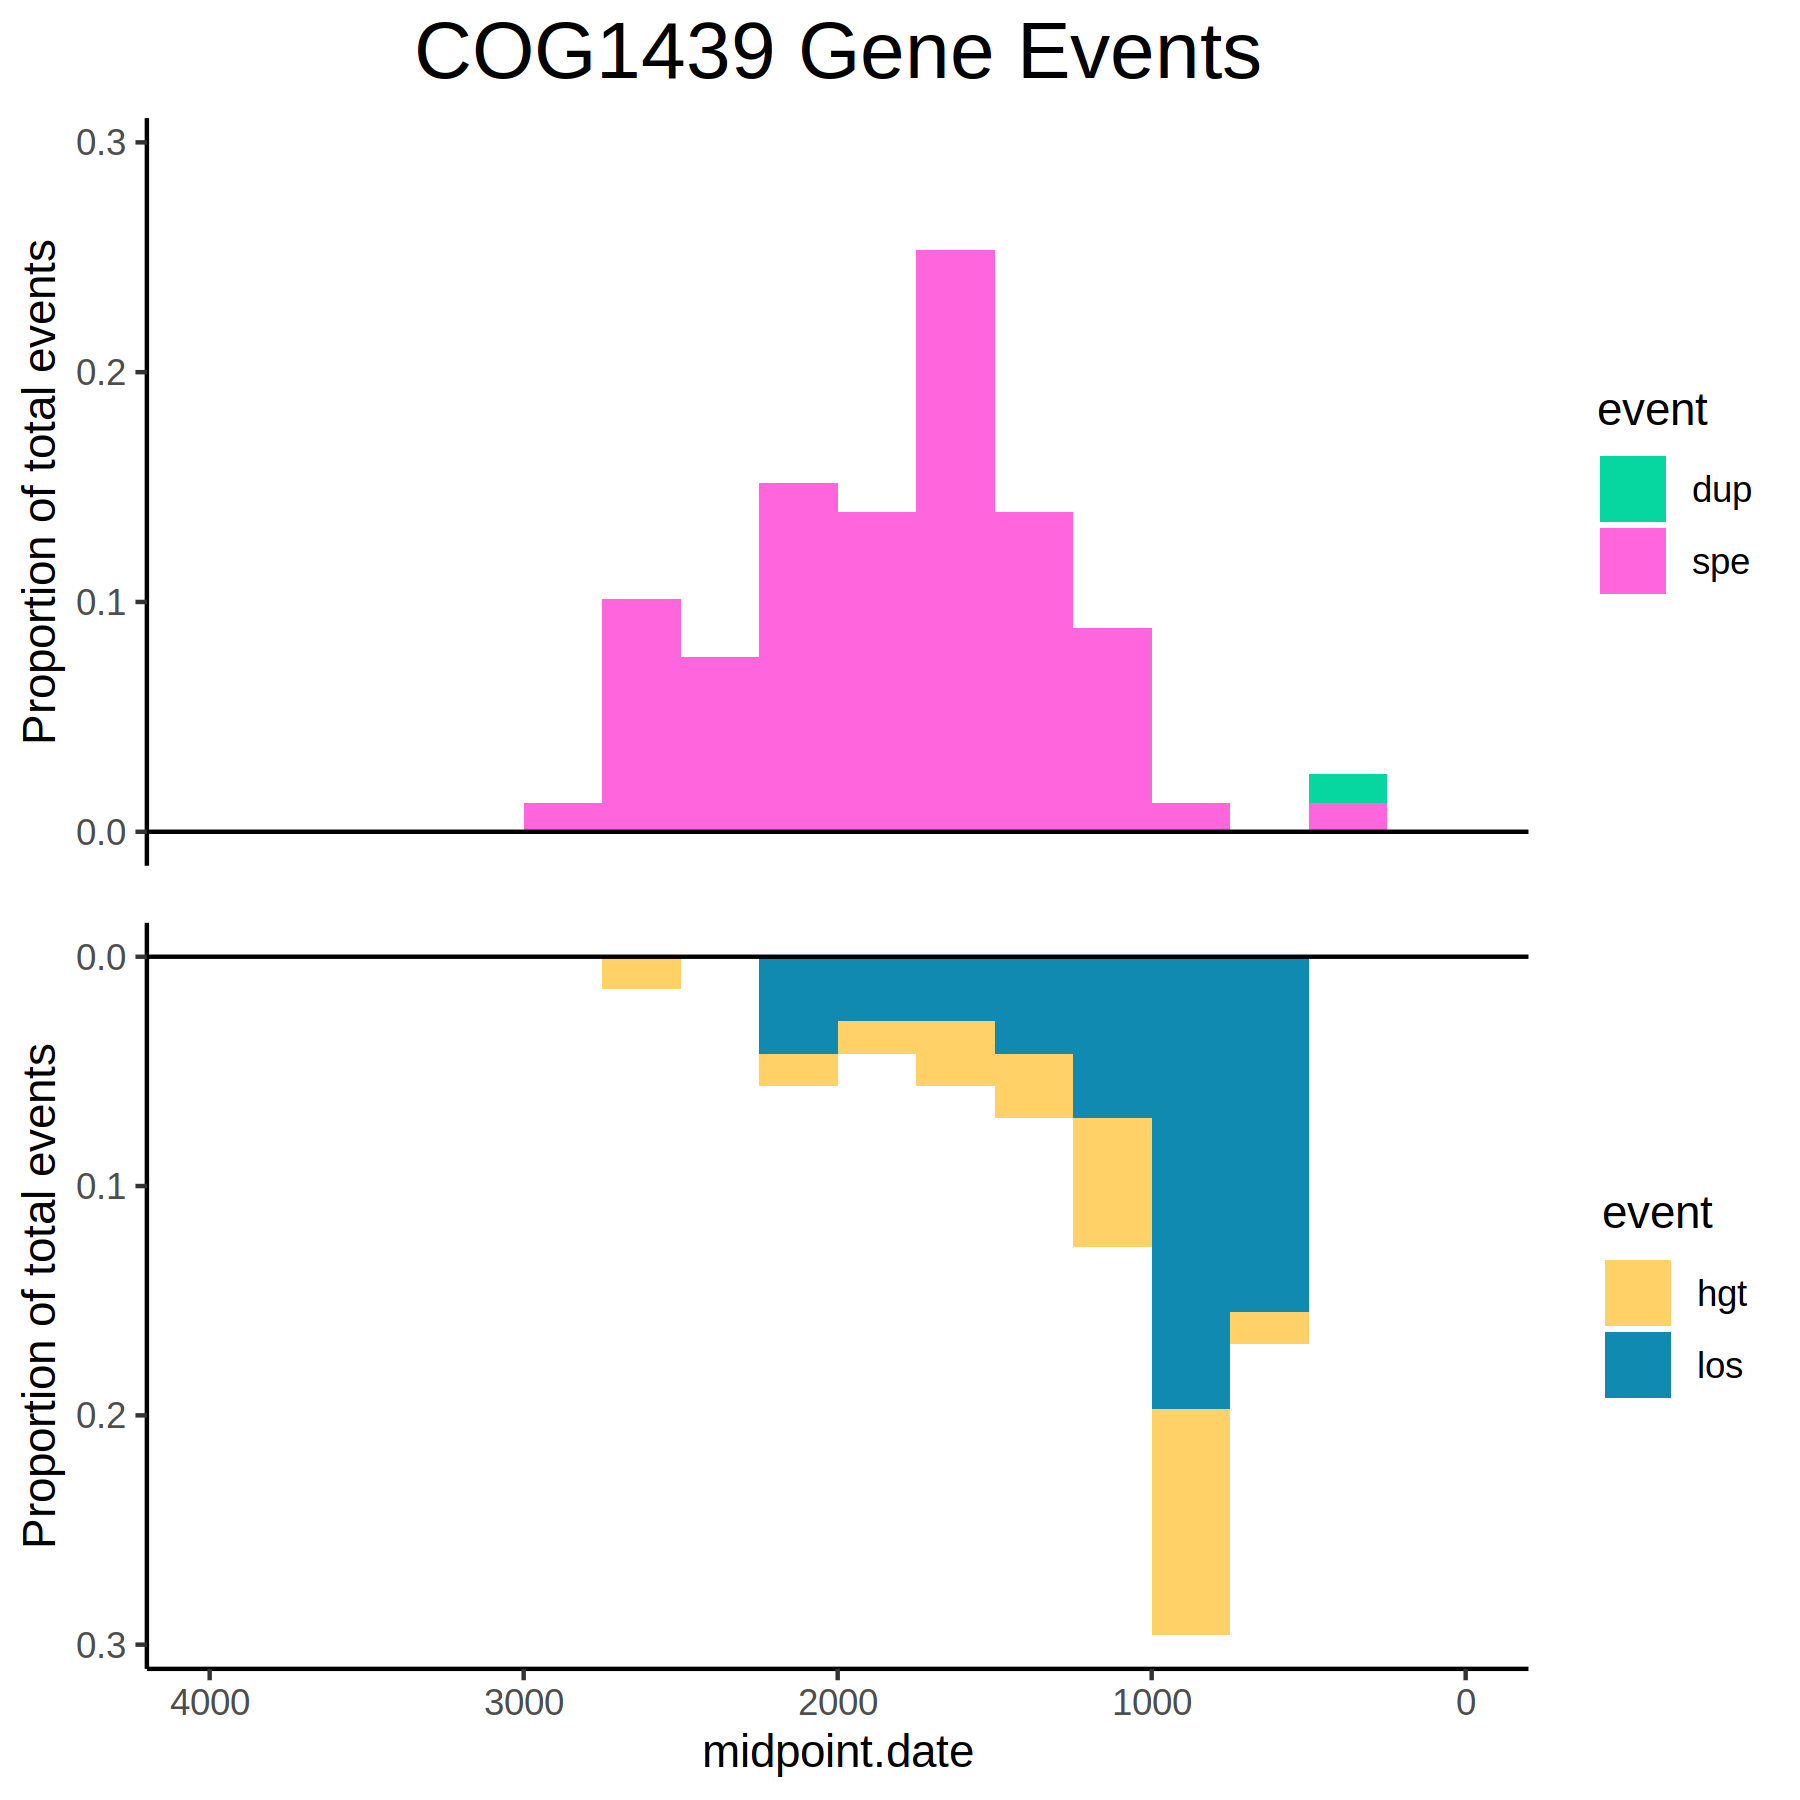 COG1439 Gene Events
Proportion of total events
0.3
0.2
0.1
0.0
event
dup
spe
Proportion of total events
0.0
0.1
0.2
0.3
event
hgt
los
4000 3000 2000 1000 0
midpoint.date